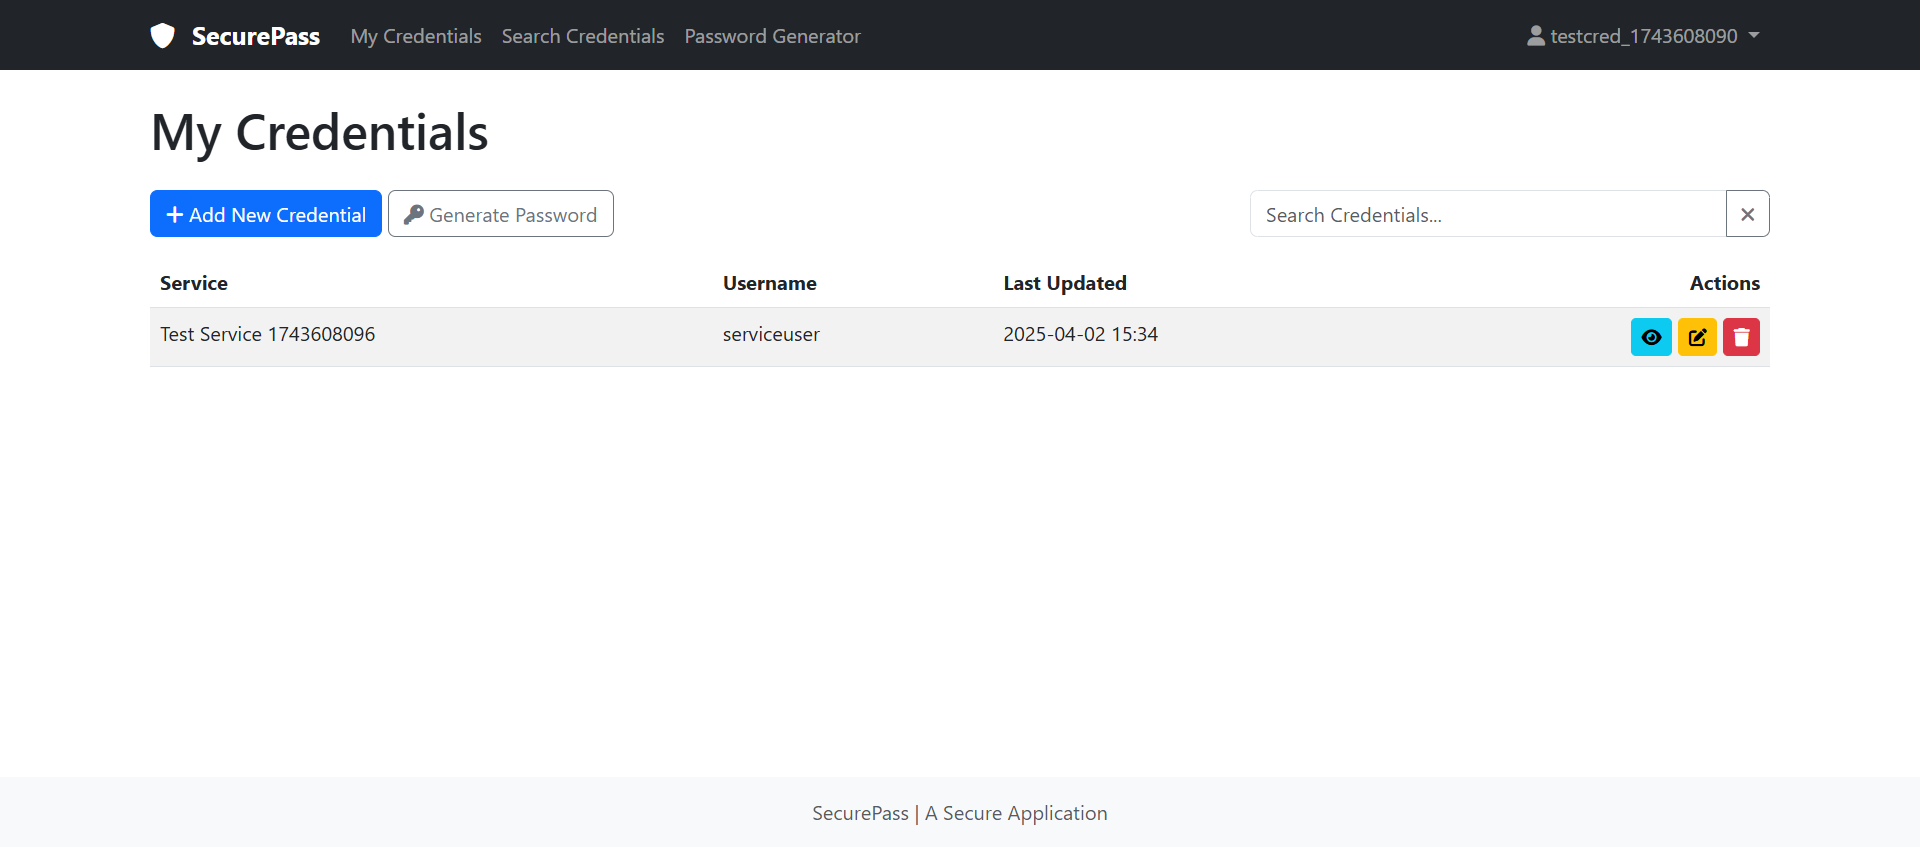 SecurePass My Credentials Search Credentials Password Generator testcred_1743608090
My Credentials
Add New Credential Generate Password Search Credentials...
Service Username Last Updated Actions
Test Service 1743608096 serviceuser 2025-04-02 15:34
SecurePass | A Secure Application